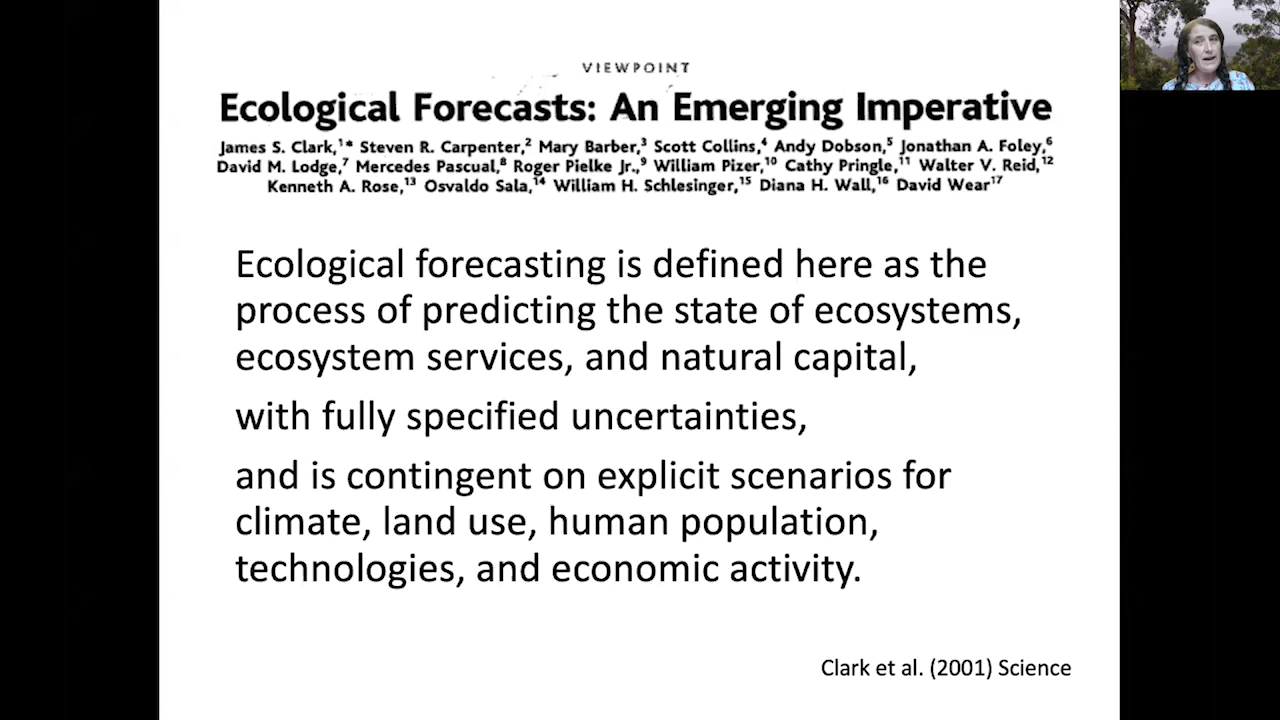 VIEWPOINT
Ecological Forecasts: An Emerging Imperative
James S. Clark,1* Steven R. Carpenter,2 Mary Barber,3 Scott Collins,4 Andy Dobson,5 Jonathan A. Foley,6
David M. Lodge,7 Mercedes Pascual,8 Roger Pielke Jr.,9 William Pizer,10 Cathy Pringle,11 Walter V. Reid,12
Kenneth A. Rose,13 Osvaldo Sala,14 William H. Schlesinger,15 Diana H. Wall,16 David Wear17
Ecological forecasting is defined here as the
process of predicting the state of ecosystems,
ecosystem services, and natural capital,
with fully specified uncertainties,
and is contingent on explicit scenarios for
climate, land use, human population,
technologies, and economic activity.
Clark et al. (2001) Science